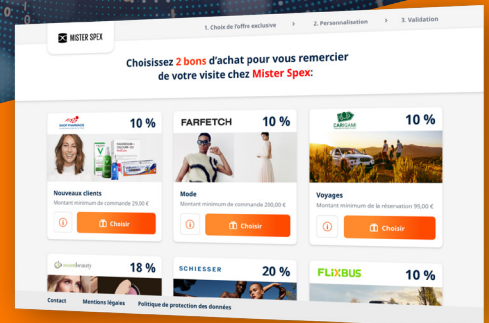 MISTER SPEX
1. Choix de l'offre exclusive > 2. Personnalisation > 3. Validation
Choisissez 2 bons d'achat pour vous remercier
de votre visite chez Mister Spex:
10 %
FARFETCH
10 %
CARIGAMI
10 %
Nouveaux clients
Montant minimum de commande 29,00 €
Choisir
Mode
Montant minimum de commande 200,00 €
Choisir
Voyages
Montant minimum de la réservation 99,00 €
Choisir
18 %
SCHIESSER
20 %
FLiXBUS
10 %
Contact
Mentions légales
Politique de protection des données